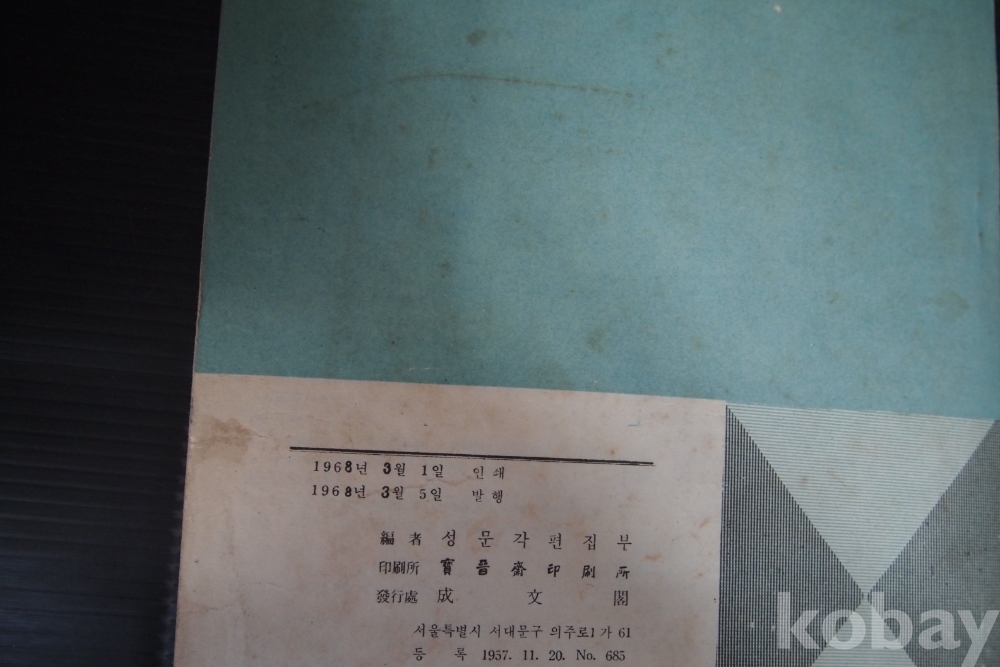 1968년 3월 1일 인쇄
1968년 3월 5일 발행
編者 성문각편집부
印刷所 寶晋齋印刷所
發行處 成文閣
서울특별시 서대문구 의주로1가 61
등록 1957. 11. 20. No. 685
kobay